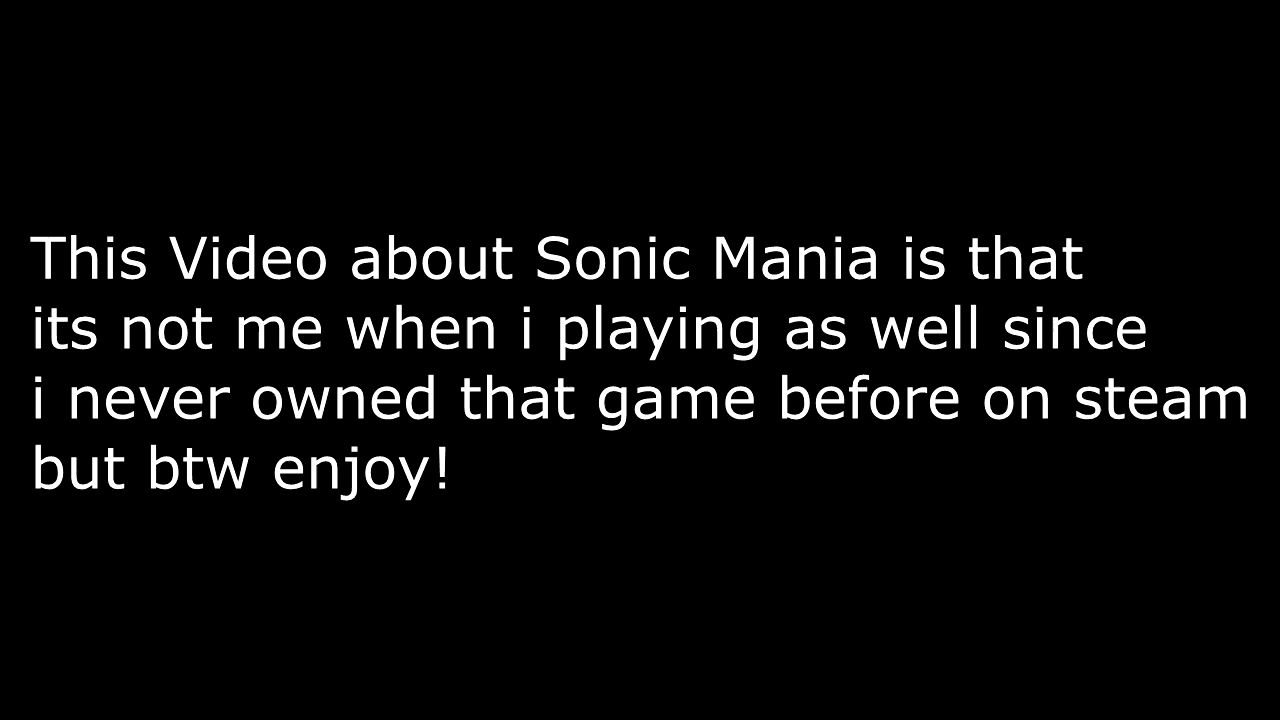 This Video about Sonic Mania is that
its not me when i playing as well since
i never owned that game before on steam
but btw enjoy!